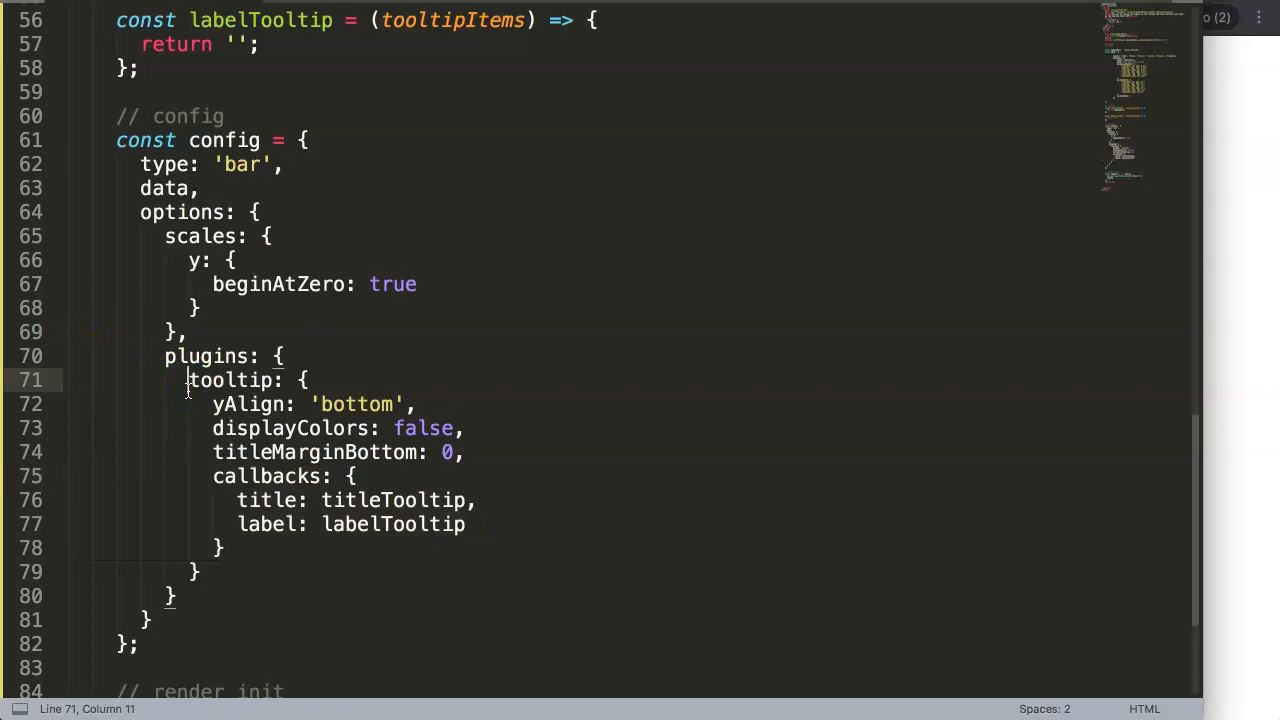 56 const labelTooltip = (tooltipItems) => {
57 return '';
58 };
59
60 // config
61 const config = {
62 type: 'bar',
63 data,
64 options: {
65 scales: {
66 y: {
67 beginAtZero: true
68 }
69 },
70 plugins: {
71 tooltip: {
72 yAlign: 'bottom',
73 displayColors: false,
74 titleMarginBottom: 0,
75 callbacks: {
76 title: titleTooltip,
77 label: labelTooltip
78 }
79 }
80 }
81 }
82 };
83
84 // render init
Line 71, Column 11 Spaces: 2 HTML